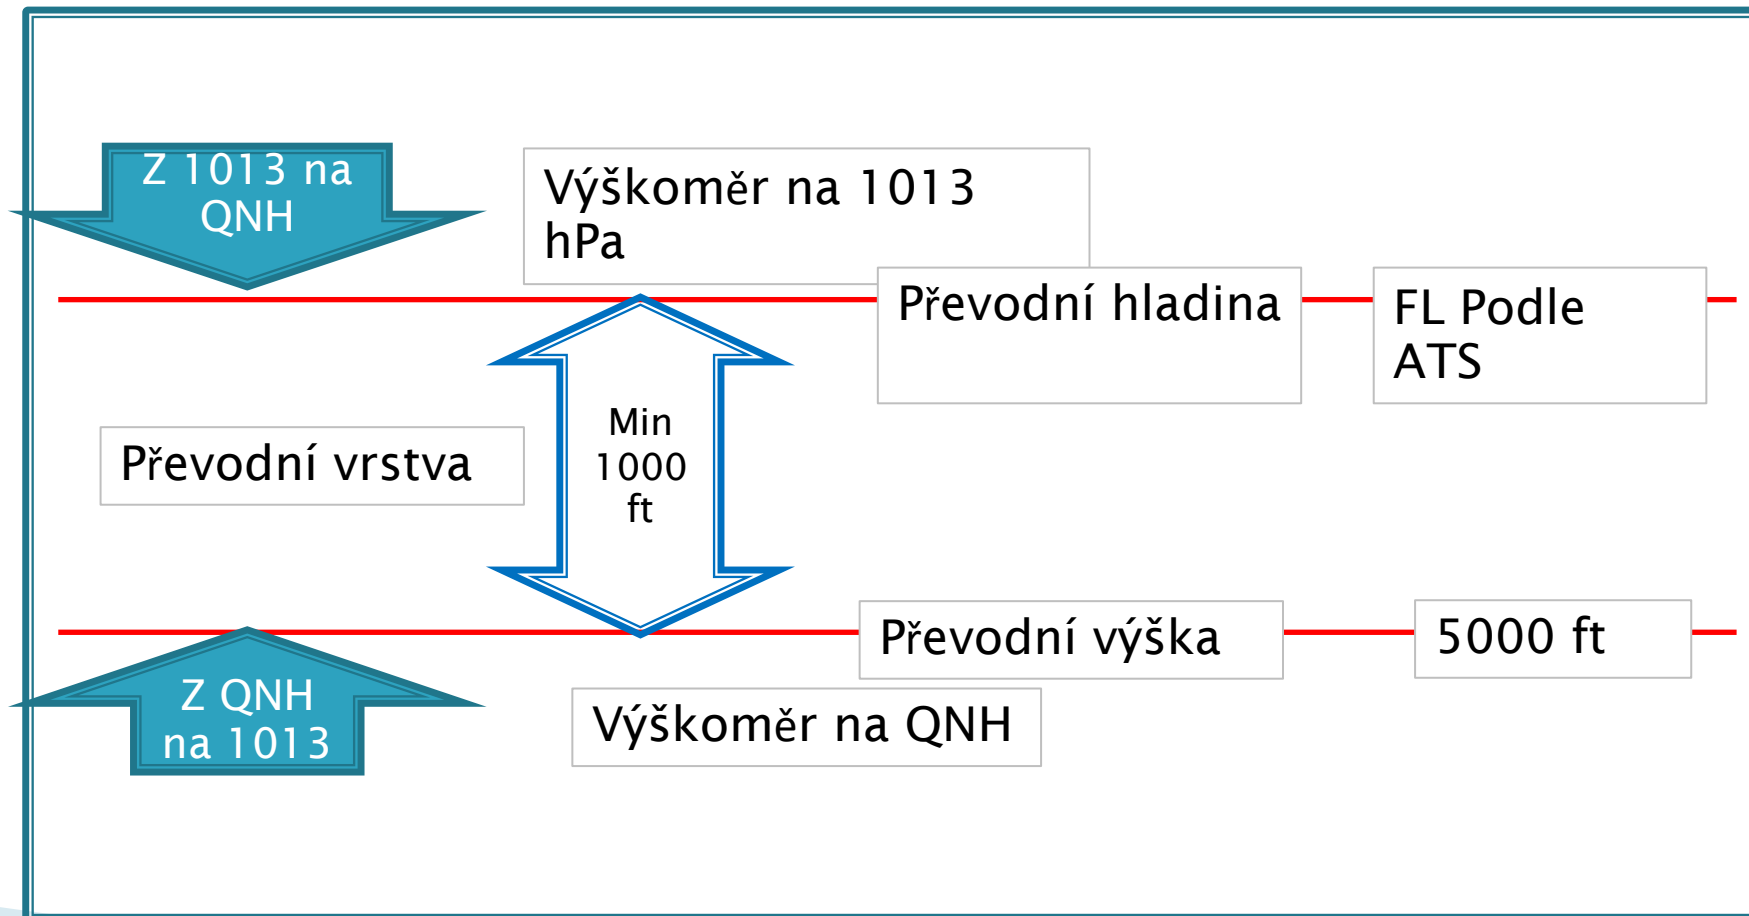 Z 1013 na
QNH
Výškoměr na 1013
hPa
Převodní hladina
FL Podle
ATS
Převodní vrstva
Min
1000
ft
Převodní výška
5000 ft
Z QNH
na 1013
Výškoměr na QNH